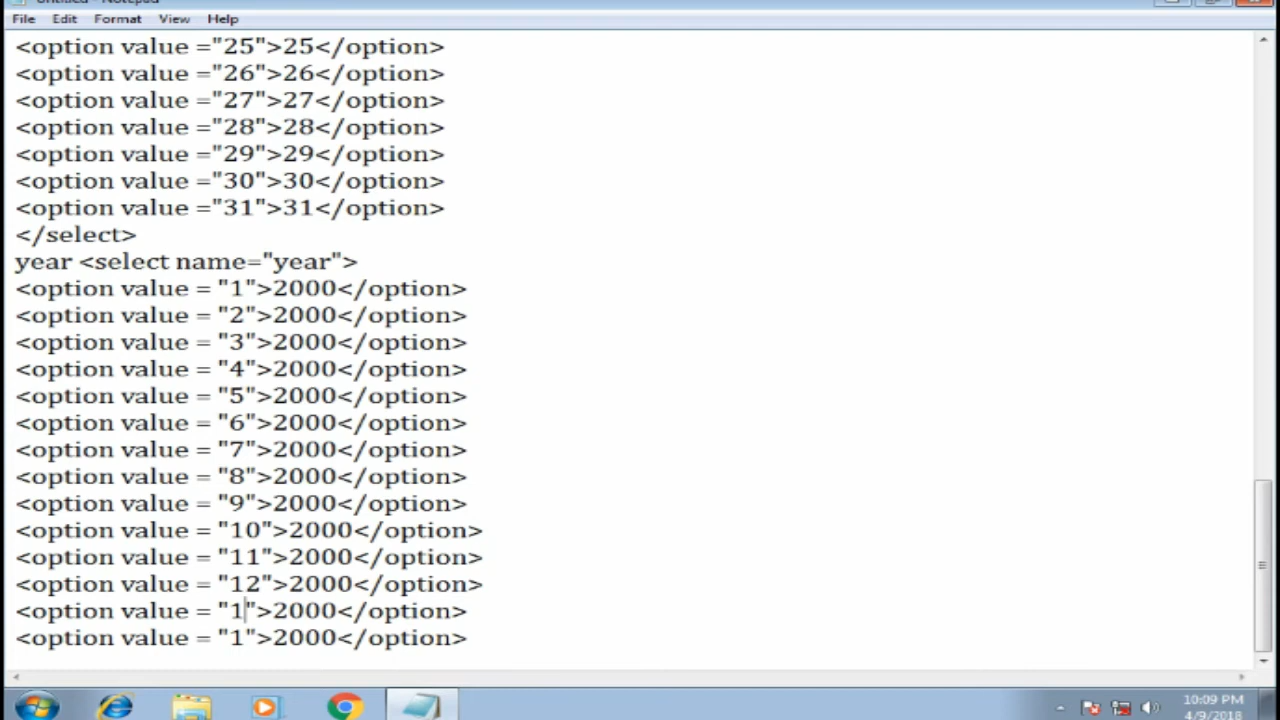 Untitled - Notepad
File Edit Format View Help
<option value ="25">25</option>
<option value ="26">26</option>
<option value ="27">27</option>
<option value ="28">28</option>
<option value ="29">29</option>
<option value ="30">30</option>
<option value ="31">31</option>
</select>
year <select name="year">
<option value = "1">2000</option>
<option value = "2">2000</option>
<option value = "3">2000</option>
<option value = "4">2000</option>
<option value = "5">2000</option>
<option value = "6">2000</option>
<option value = "7">2000</option>
<option value = "8">2000</option>
<option value = "9">2000</option>
<option value = "10">2000</option>
<option value = "11">2000</option>
<option value = "12">2000</option>
<option value = "1">2000</option>
<option value = "1">2000</option>
10:09 PM
4/9/2018